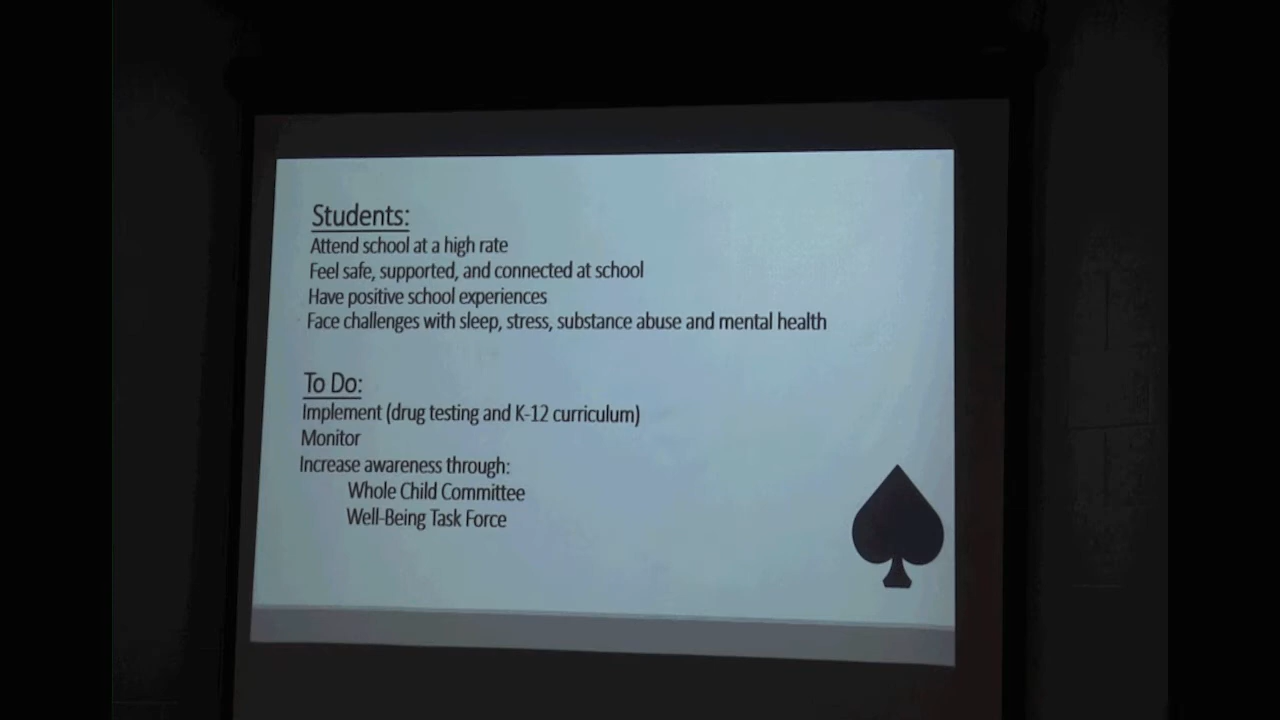 Students:
Attend school at a high rate
Feel safe, supported, and connected at school
Have positive school experiences
Face challenges with sleep, stress, substance abuse and mental health
To Do:
Implement (drug testing and K-12 curriculum)
Monitor
Increase awareness through:
Whole Child Committee
Well-Being Task Force